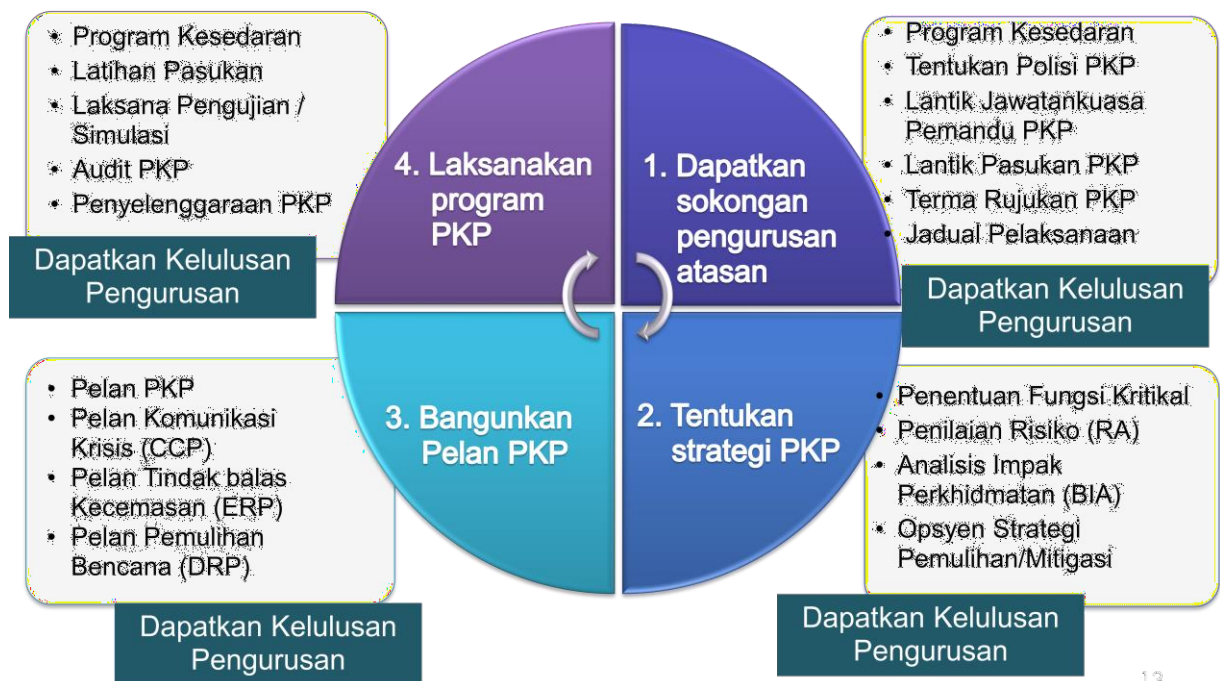 • Program Kesedaran
• Latihan Pasukan
• Laksana Pengujian /
Simulasi
• Audit PKP
• Penyelenggaraan PKP
Dapatkan Kelulusan
Pengurusan
4. Laksanakan
program
PKP
1. Dapatkan
sokongan
pengurusan
atasan
• Program Kesedaran
• Tentukan Polisi PKP
• Lantik Jawatankuasa
Pemandu PKP
• Lantik Pasukan PKP
• Terma Rujukan PKP
• Jadual Pelaksanaan
Dapatkan Kelulusan
Pengurusan
• Pelan PKP
• Pelan Komunikasi
Krisis (CCP)
• Pelan Tindak balas
Kecemasan (ERP)
• Pelan Pemulihan
Bencana (DRP)
Dapatkan Kelulusan
Pengurusan
3. Bangunkan
Pelan PKP
2. Tentukan
strategi PKP
• Penentuan Fungsi Kritikal
• Penilaian Risiko (RA)
• Analisis Impak
Perkhidmatan (BIA)
• Opsyen Strategi
Pemulihan/Mitigasi
Dapatkan Kelulusan
Pengurusan
13